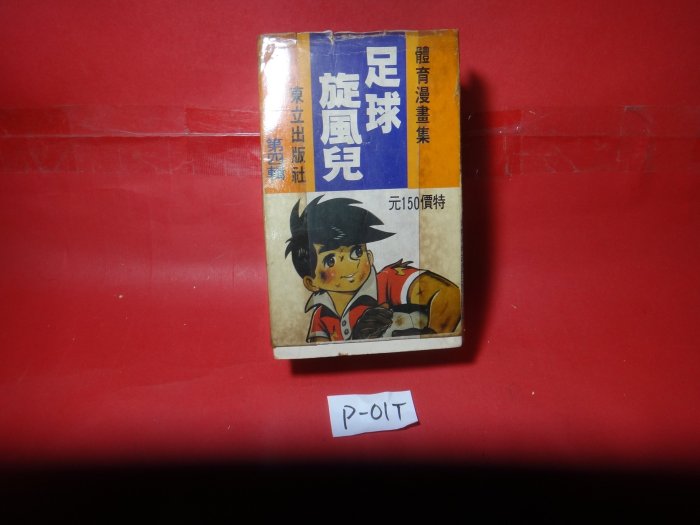 體育漫畫集
足球
旋風兒
東立出版社
第四輯
元150價特
P-01T